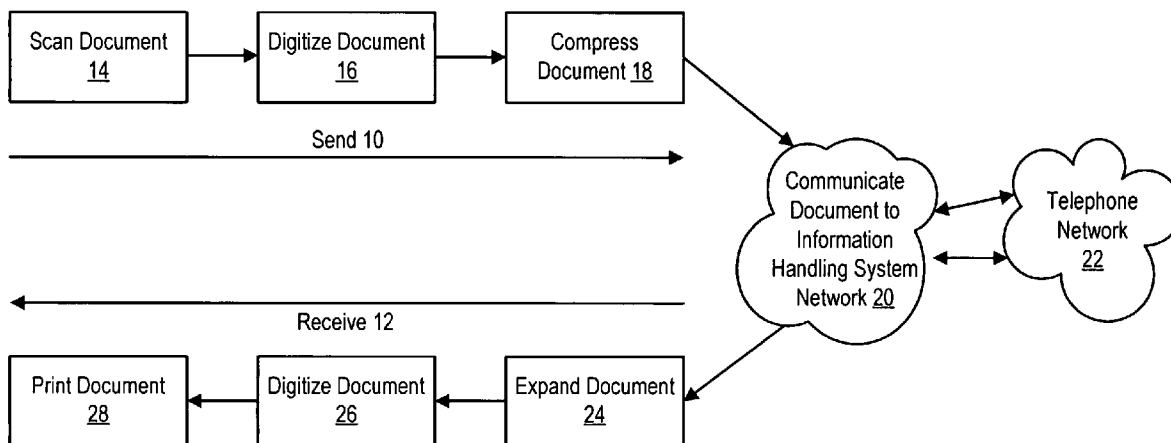 Scan Document
14
Digitize Document
16
Compress
Document 18
Send 10
Communicate
Document to
Information
Handling System
Network 20
Telephone
Network
22
Receive 12
Print Document
28
Digitize Document
26
Expand Document
24